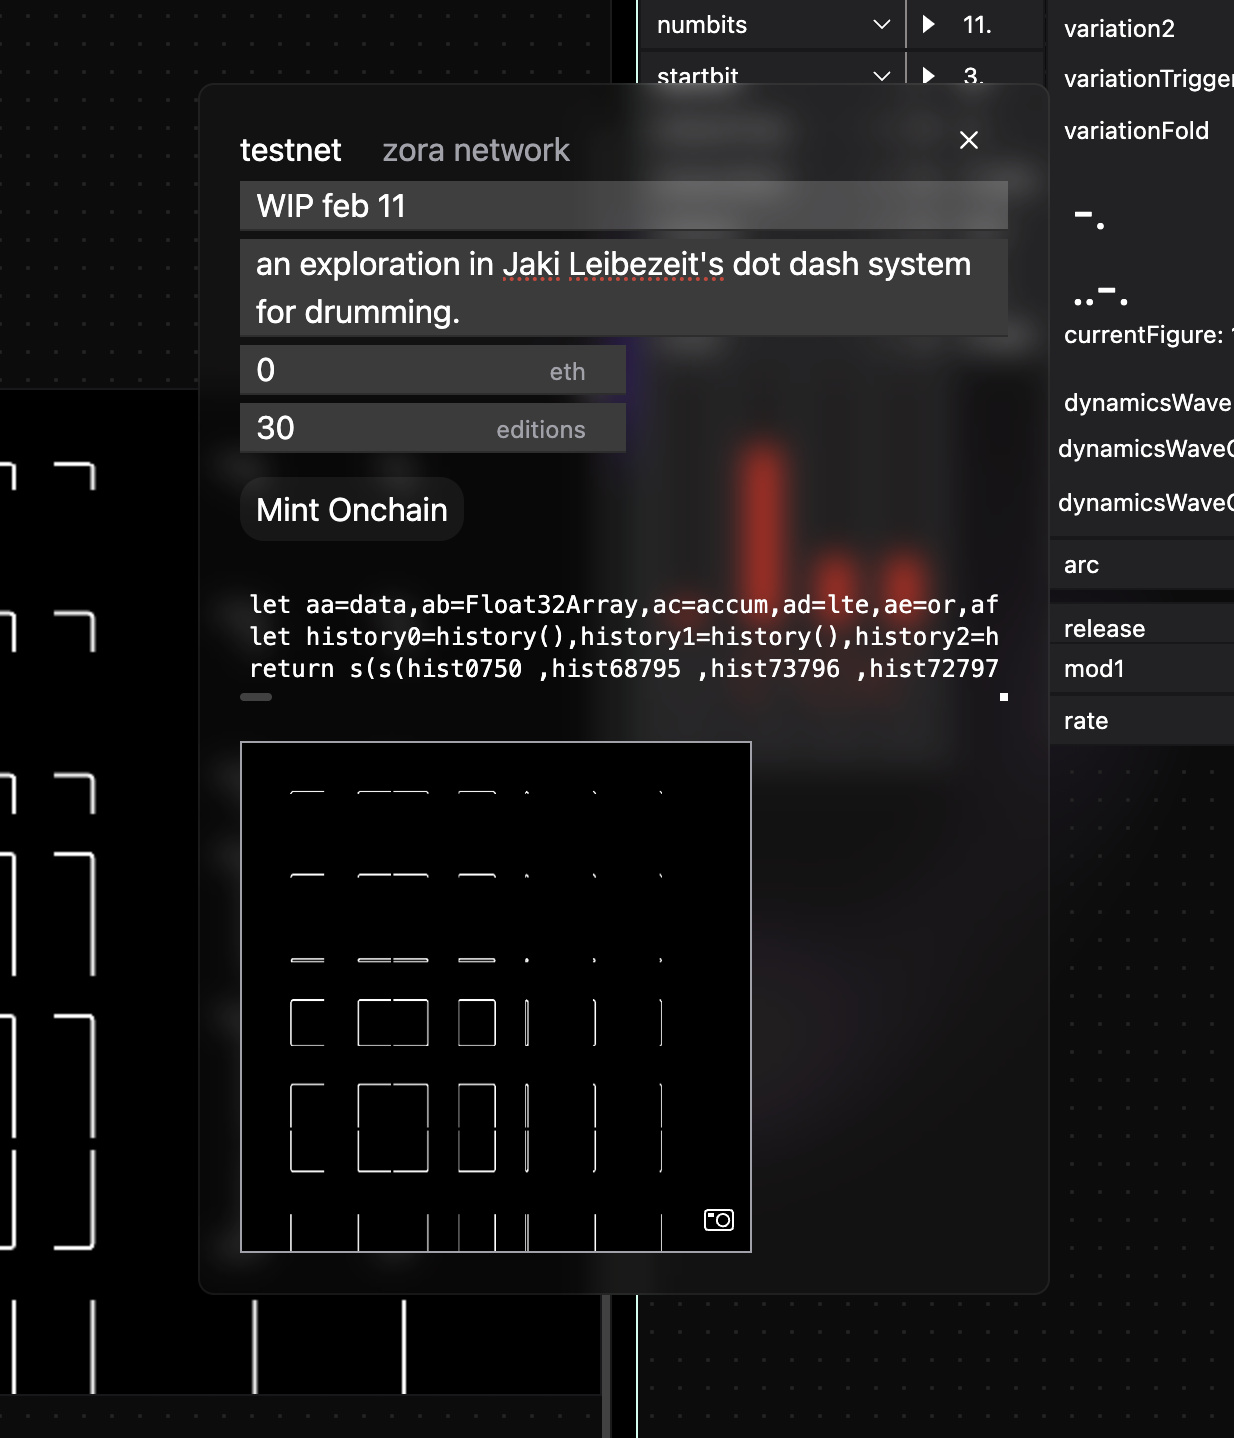 numbits
11.
startbit
3.
variation2
variationTrigger
variationFold
-.
..-.
currentFigure:
dynamicsWave
dynamicsWave
dynamicsWave
arc
release
mod1
rate
testnet
zora network
WIP feb 11
an exploration in Jaki Leibezeit's dot dash system
for drumming.
0 eth
30 editions
Mint Onchain
let aa=data,ab=Float32Array,ac=accum,ad=lte,ae=or,af
let history0=history(),history1=history(),history2=h
return s(s(hist0750 ,hist68795 ,hist73796 ,hist72797